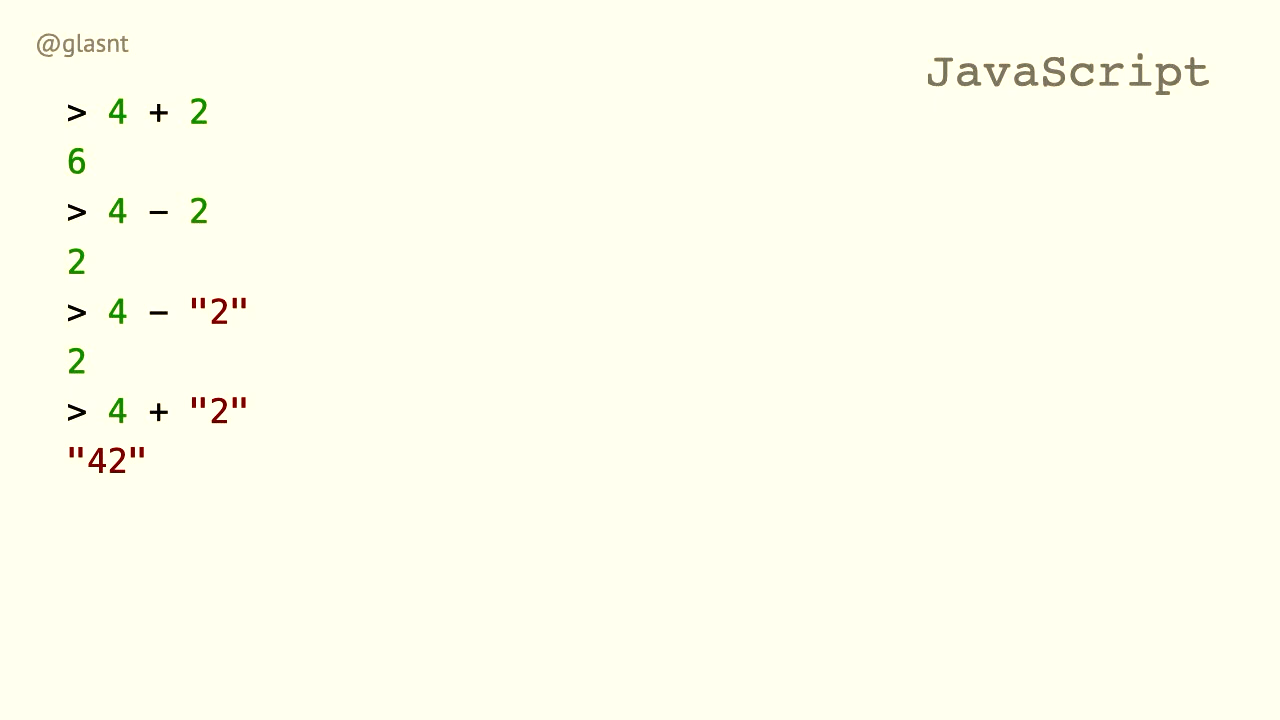 @glasnt
JavaScript
> 4 + 2
6
> 4 - 2
2
> 4 - "2"
2
> 4 + "2"
"42"